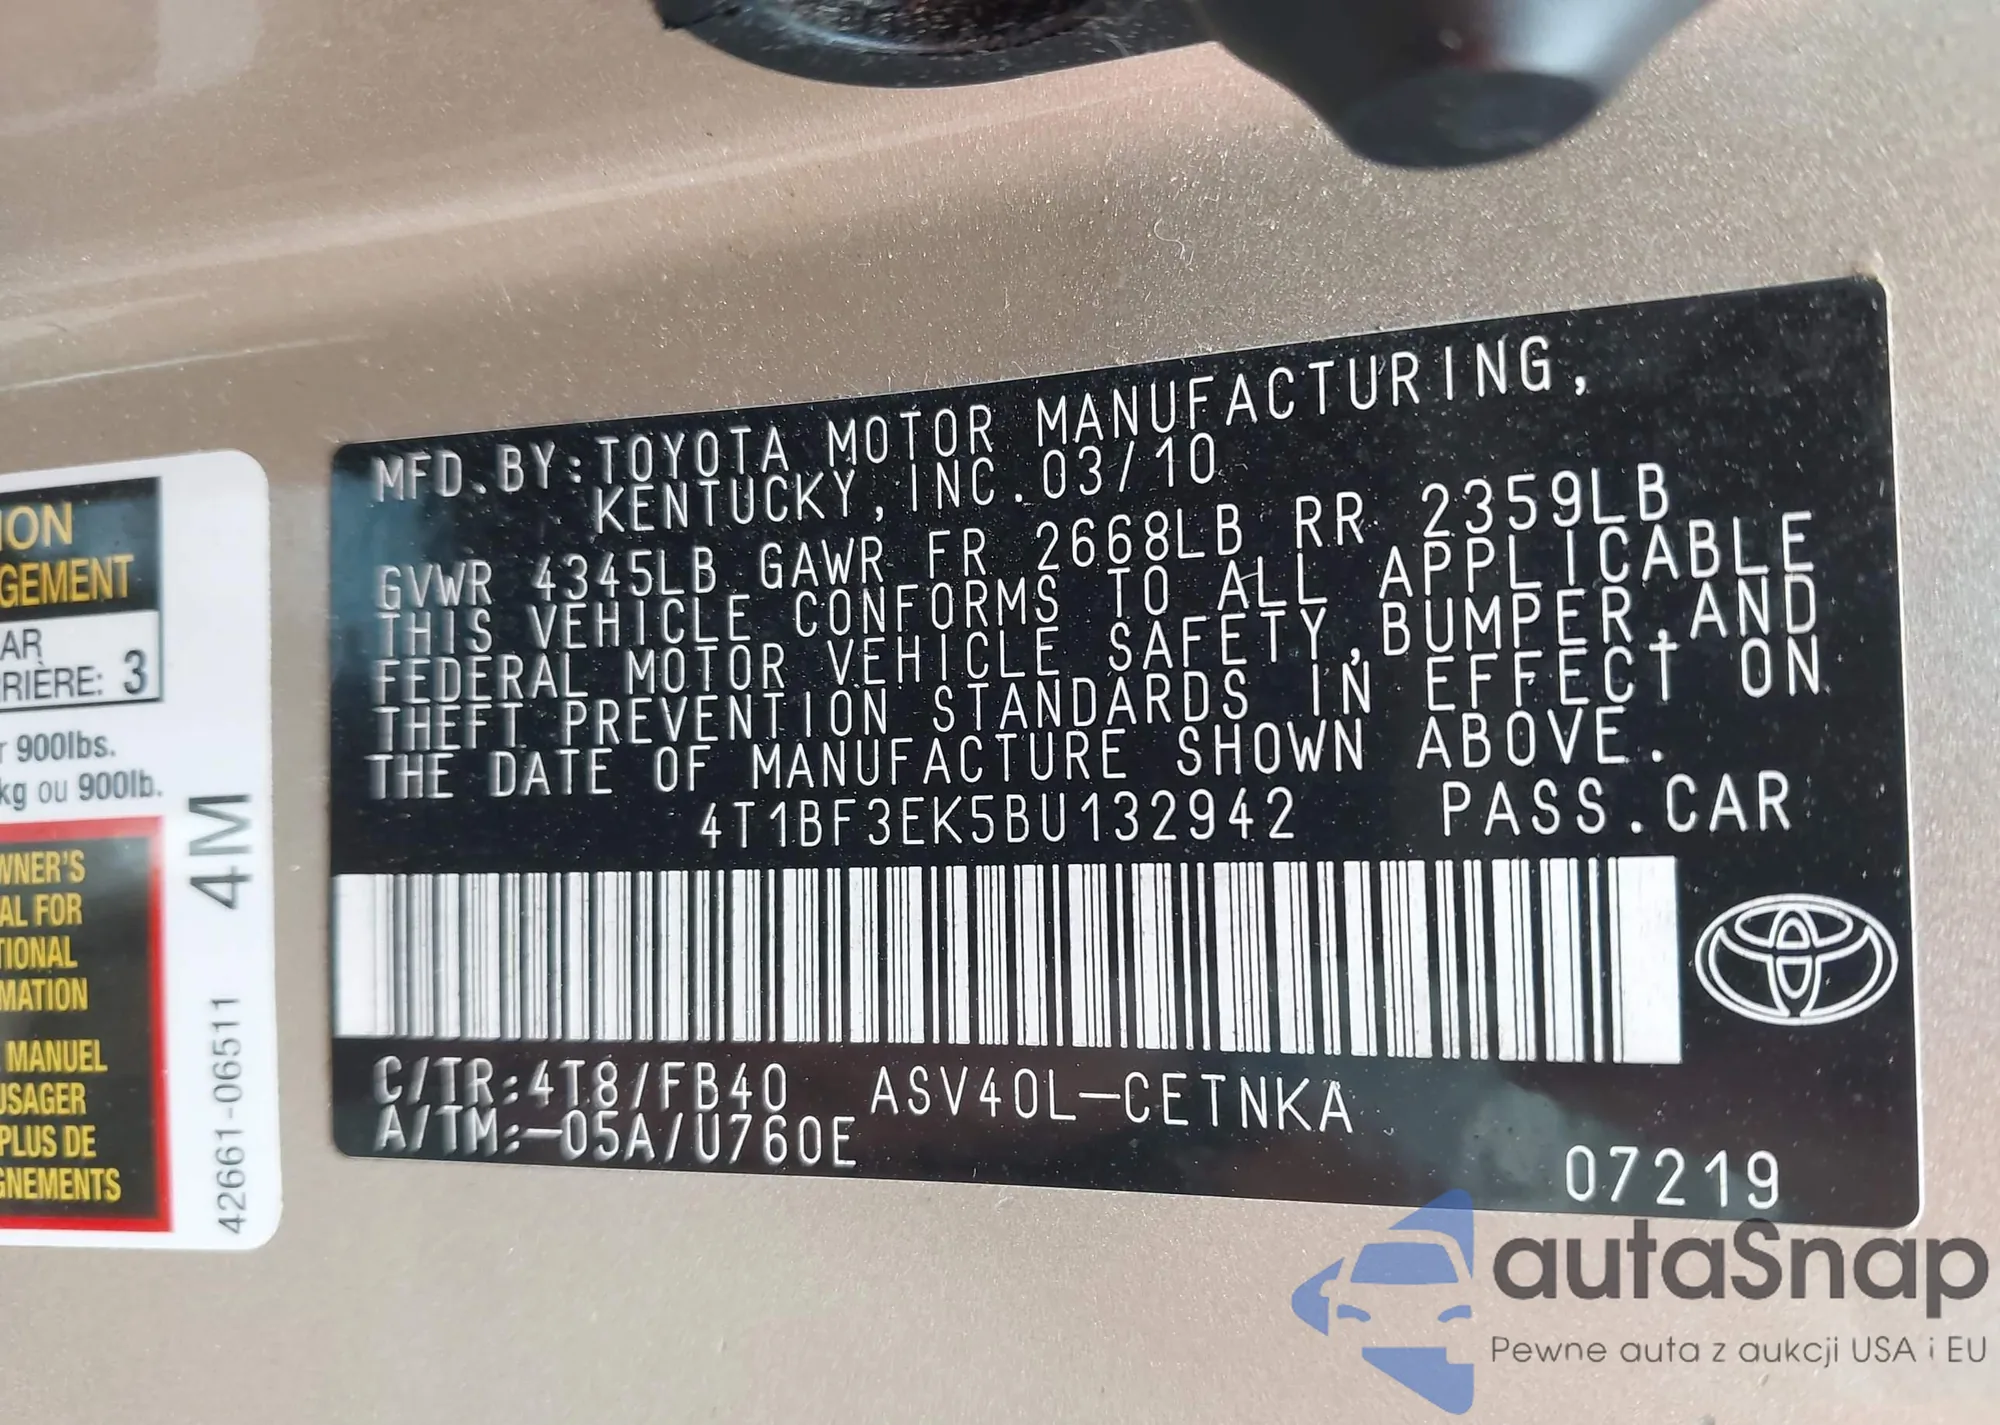 MFD. BY: TOYOTA MOTOR MANUFACTURING,
KENTUCKY, INC. 03/10
GVWR 4345LB GAWR FR 2668LB RR 2359LB
THIS VEHICLE CONFORMS TO ALL APPLICABLE
FEDERAL MOTOR VEHICLE SAFETY, BUMPER, AND
THEFT PREVENTION STANDARDS IN EFFECT ON
THE DATE OF MANUFACTURE SHOWN ABOVE.
4T1BF3EK5BU132942 PASS. CAR
C/TR: 4T8/FB40 ASV40L-CETNKA
A/TM: -05A/U760E
07219
ION
GEMENT
AR
RIÈRE: 3
r 900lbs.
kg ou 900lb.
WNER'S
AL FOR
TIONAL
MATION
MANUEL
USAGER
PLUS DE
GNEMENTS
4M
42661-06511
autaSnap
Pewne auta z aukcji USA i EU